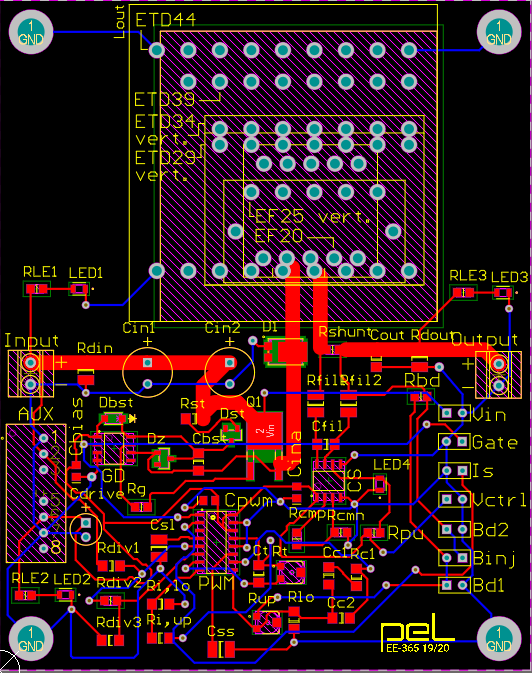 Lout
ETD44
1
GND
1
GND
ETD39
ETD34
vert.
ETD29
vert.
EF25 vert.
EF20
RLE1 LED1
RLE3 LED3
Input
Rdin
Cin1
Cin2
D1
Rshunt
Cout
Rdout
Output
+
-
AUX
Cbias
Dbst
Rst
Dst
Q1
2
Vin
Rfil1
Rfil2
Rbd
Cfil
Vin
GD
Dz
Cbst
CS
LED4
Gate
Is
Cdrive
Rg
Cpwm
Vctrl
8
Cs1
Rcmp
Rcmn
Rpu
Bd2
Rdiv1
PWM
Ct
Rt
Rc1
Binj
RLE2 LED2
Rdiv2
Ri,lo
Rup
Rlo
Cc2
Bd1
Rdiv3
Ri,up
Css
1
GND
pel
EE-365 19/20
1
GND